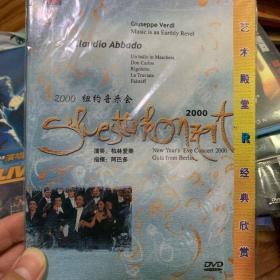 Giuseppe Verdi
Music is an Earthly Revel
Claudio Abbado
Un ballo in Maschera
Don Carlos
Rigoletto
La Traviata
Falstaff
2000 纽约音乐会
2000
Silvesterkonzert
演奏：柏林爱乐
指挥：阿巴多
New Year's Eve Concert 2000
Gala from Berlin
DVD
艺术殿堂 R 经典欣赏